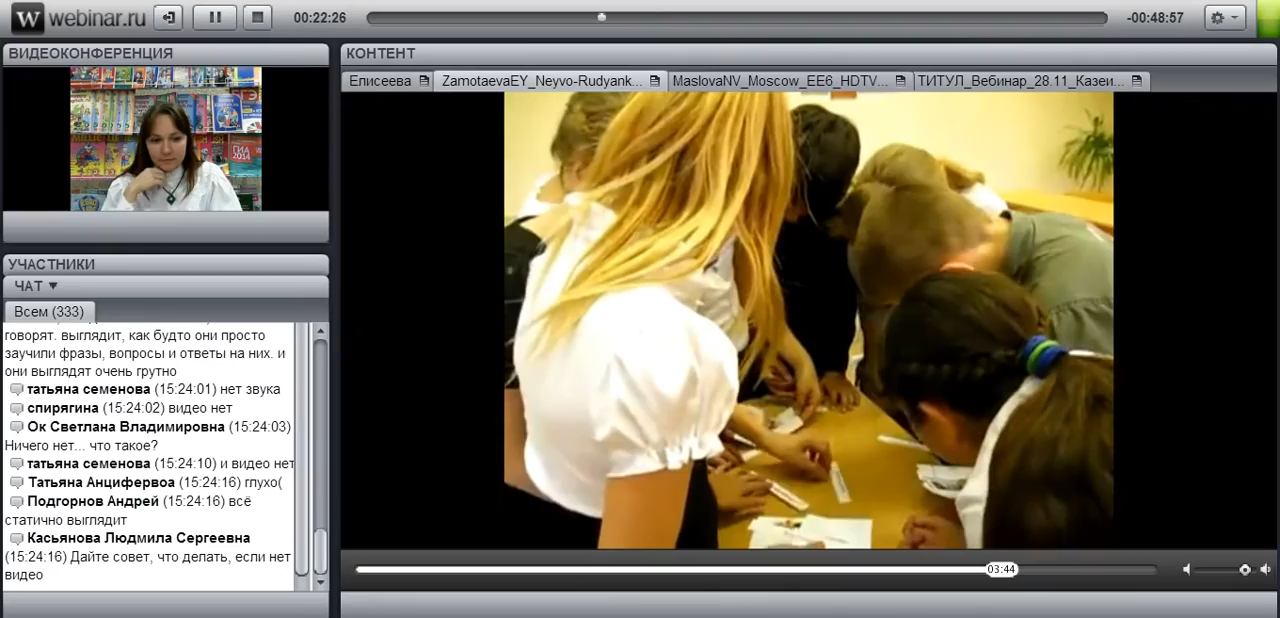 W webinar.ru
00:22:26
-00:48:57
ВИДЕОКОНФЕРЕНЦИЯ
ГИА
2014
УЧАСТНИКИ
ЧАТ
Всем (333)
говорят. выглядит, как будто они просто
заучили фразы, вопросы и ответы на них. и
они выглядят очень грутно
татьяна семенова (15:24:01) нет звука
спирягина (15:24:02) видео нет
Ок Светлана Владимировна (15:24:03)
Ничего нет... что такое?
татьяна семенова (15:24:10) и видео нет
Татьяна Анцифервоа (15:24:16) глухо(
Подгорнов Андрей (15:24:16) всё
статично выглядит
Касьянова Людмила Сергеевна
(15:24:16) Дайте совет, что делать, если нет
видео
КОНТЕНТ
Елисеева
ZamotaevaEY_Neyvo-Rudyank...
MaslovaNV_Moscow_EE6_HDTV...
ТИТУЛ_Вебинар_28.11_Казеи...
03:44